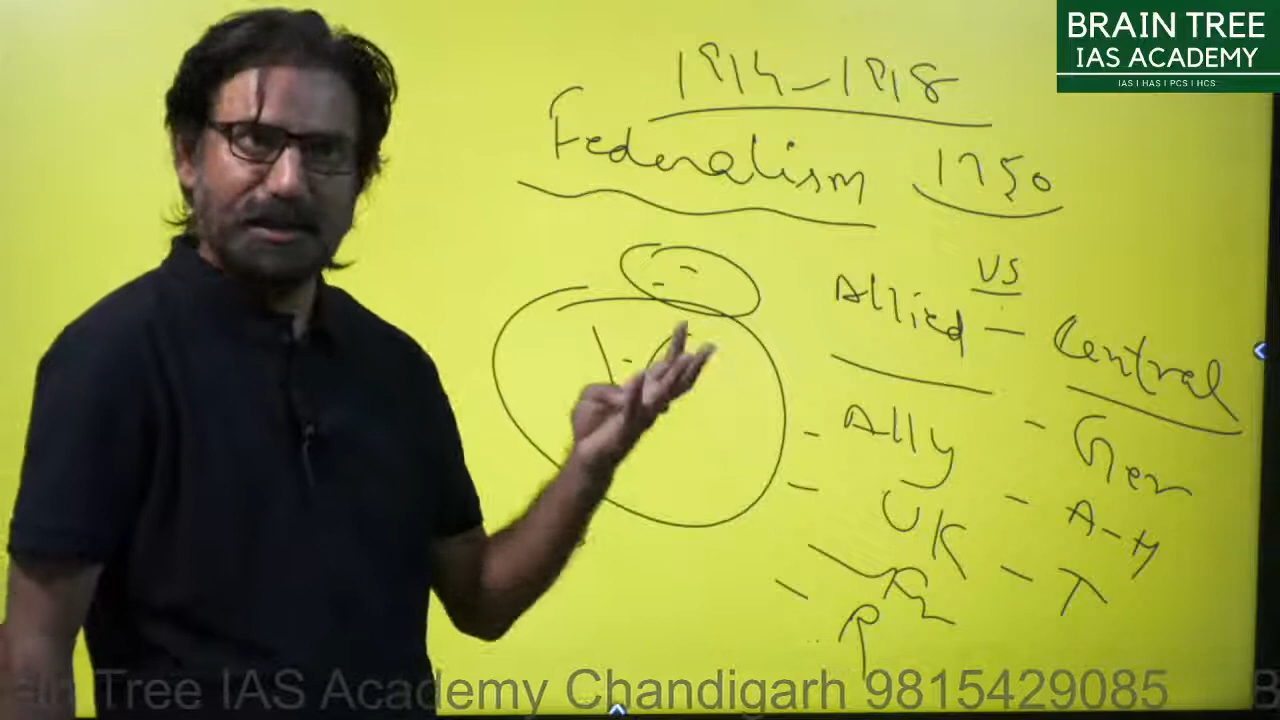 BRAIN TREE
IAS ACADEMY
IAS | HAS | PCS | HCS
1914-1918
Federalism 1750
VS
Allied - Central
- Ally - Ger
- UK - A-H
- T
ain Tree IAS Academy Chandigarh 9815429085 B